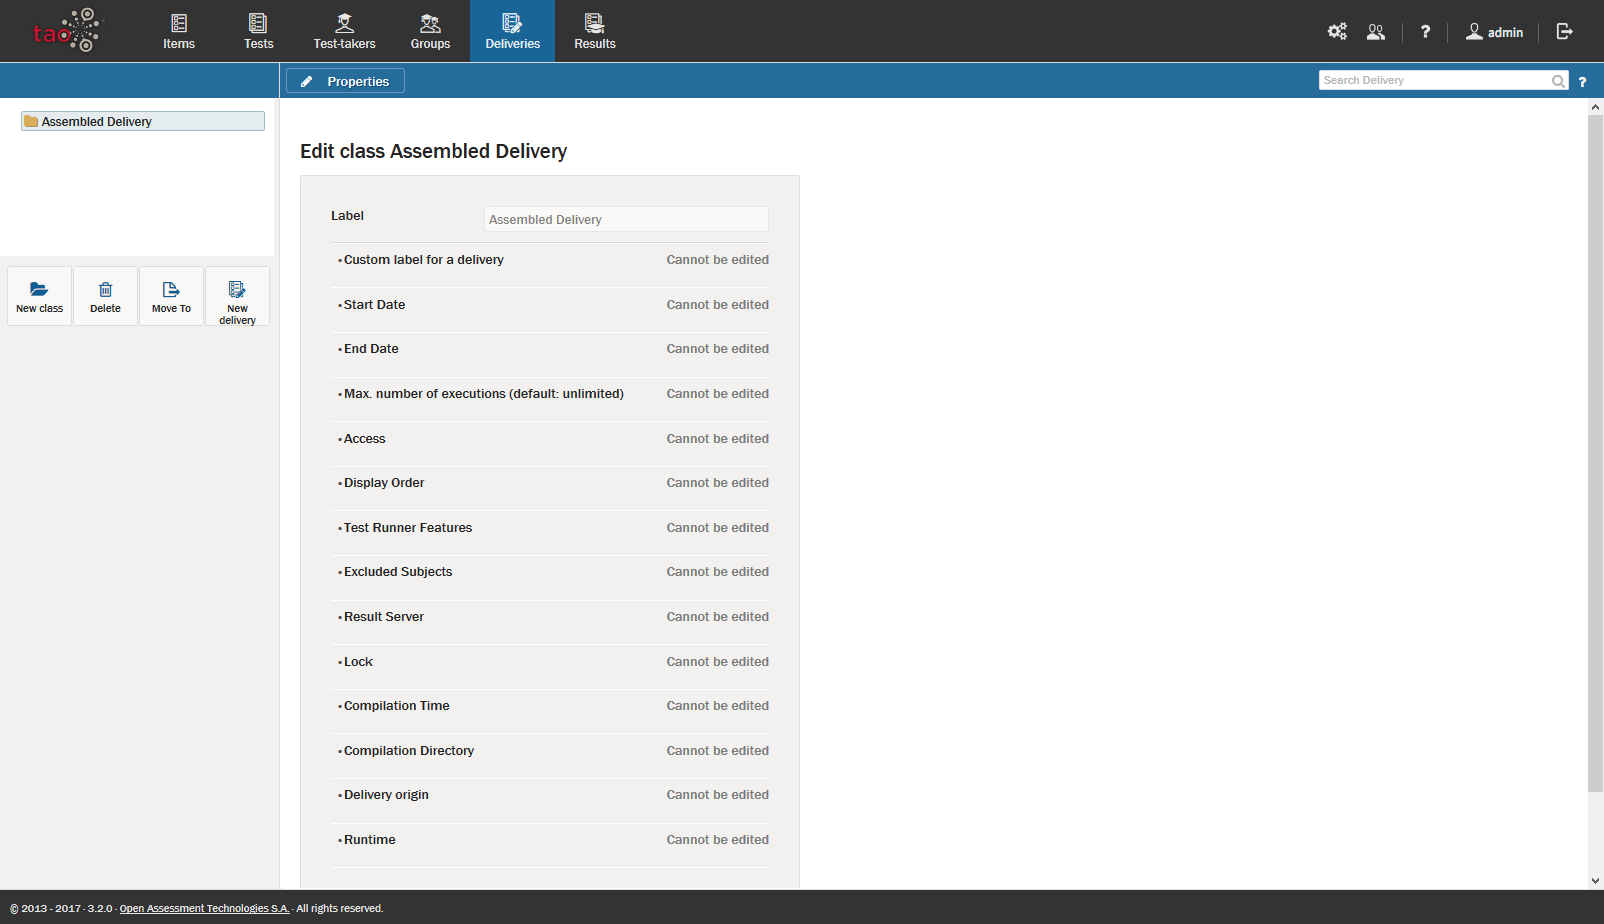 tao
Items
Tests
Test-takers
Groups
Deliveries
Results
?
admin
Properties
Search Delivery
?
Assembled Delivery
New class
Delete
Move To
New
delivery
Edit class Assembled Delivery
Label
Assembled Delivery
• Custom label for a delivery Cannot be edited
• Start Date Cannot be edited
• End Date Cannot be edited
• Max. number of executions (default: unlimited) Cannot be edited
• Access Cannot be edited
• Display Order Cannot be edited
• Test Runner Features Cannot be edited
• Excluded Subjects Cannot be edited
• Result Server Cannot be edited
• Lock Cannot be edited
• Compilation Time Cannot be edited
• Compilation Directory Cannot be edited
• Delivery origin Cannot be edited
• Runtime Cannot be edited
© 2013 - 2017 · 3.2.0 · Open Assessment Technologies S.A. · All rights reserved.